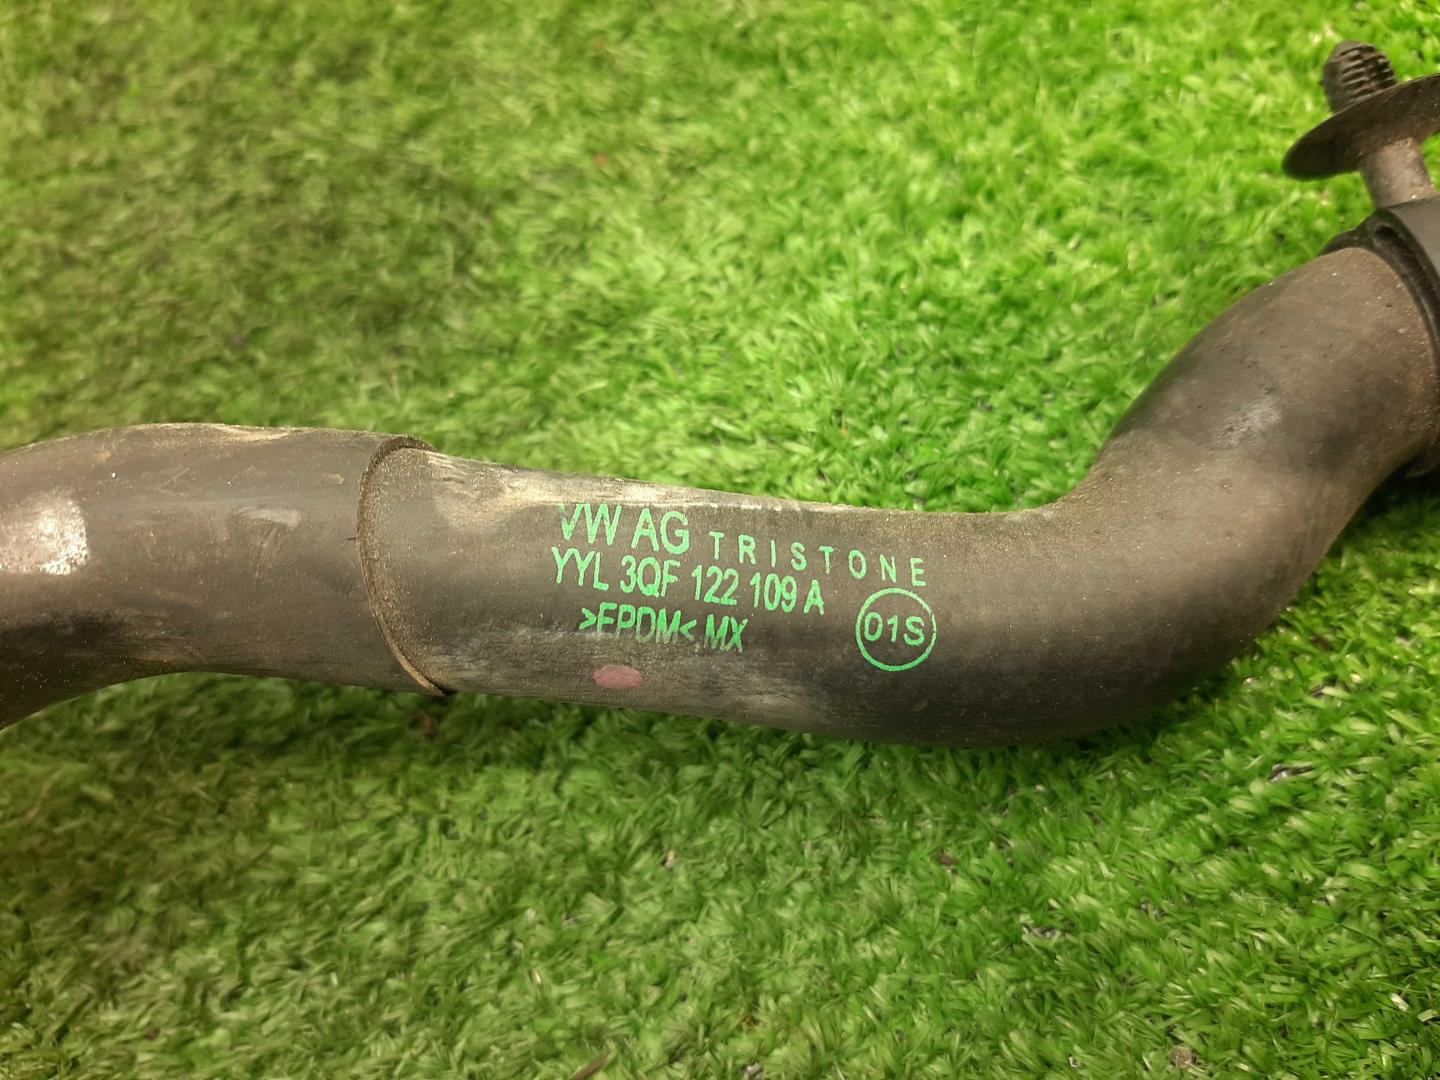 VW AG TRISTONE
YYL 3QF 122 109 A
>EPDM< MX
01S